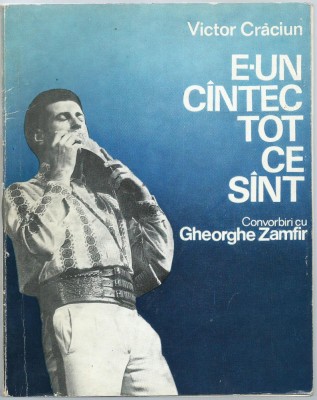 Victor Crăciun
E-UN
CÎNTEC
TOT
CE
SÎNT
Convorbiri cu
Gheorghe Zamfir